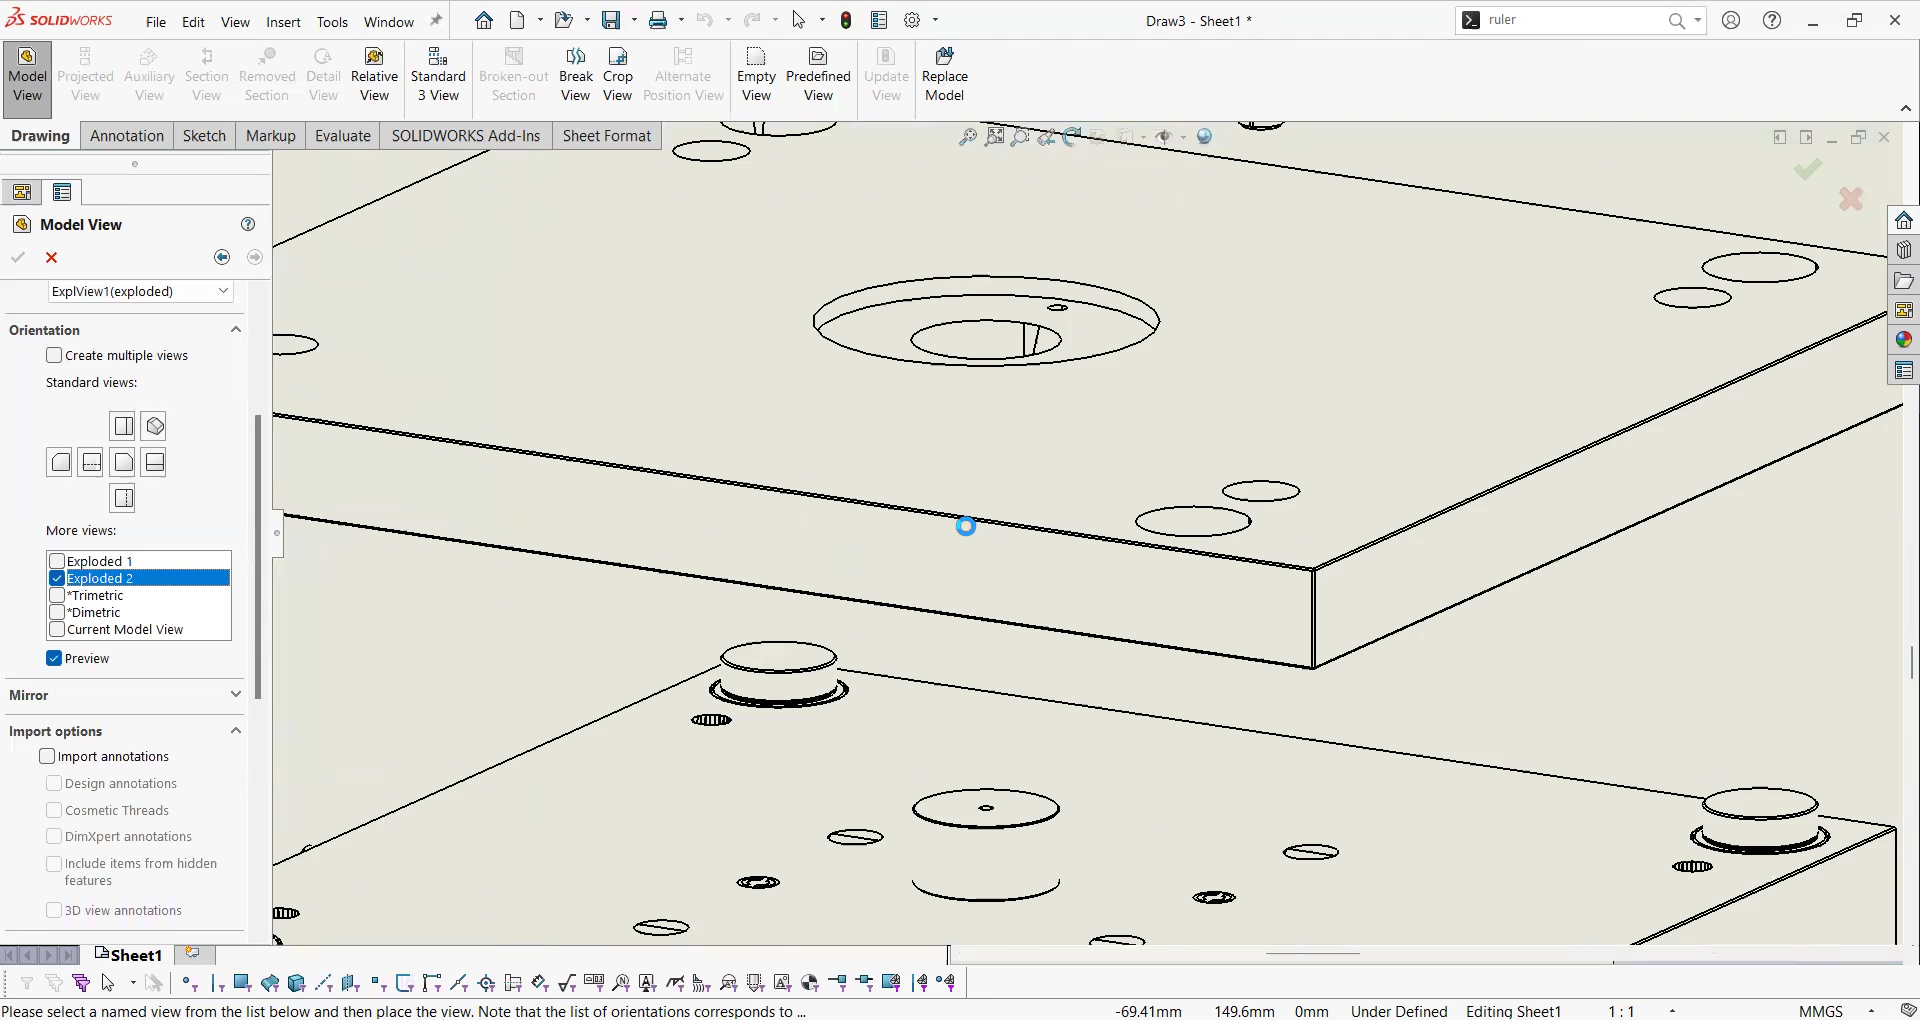 SOLIDWORKS
File Edit View Insert Tools Window
Draw3 - Sheet1 *
ruler
Model View
Projected View
Auxiliary View
Section View
Removed Section
Detail View
Relative View
Standard 3 View
Broken-out Section
Break View
Crop View
Alternate Position View
Empty View
Predefined View
Update View
Replace Model
Drawing Annotation Sketch Markup Evaluate SOLIDWORKS Add-Ins Sheet Format
Model View
ExplView1(exploded)
Orientation
Create multiple views
Standard views:
More views:
Exploded 1
Exploded 2
*Trimetric
*Dimetric
Current Model View
Preview
Mirror
Import options
Import annotations
Design annotations
Cosmetic Threads
DimXpert annotations
Include items from hidden
features
3D view annotations
Sheet1
Please select a named view from the list below and then place the view. Note that the list of orientations corresponds to ...
-69.41mm 149.6mm 0mm Under Defined Editing Sheet1 1 : 1 MMGS